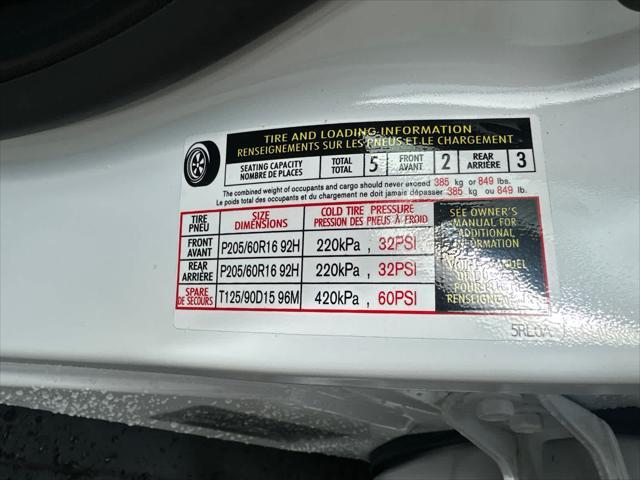 TIRE AND LOADING INFORMATION
RENSEIGNEMENTS SUR LES PNEUS ET LE CHARGEMENT
SEATING CAPACITY TOTAL 5 FRONT 2 REAR 3
NOMBRE DE PLACES TOTAL AVANT ARRIÈRE
The combined weight of occupants and cargo should never exceed 385 kg or 849 lbs.
Le poids total des occupants et du chargement ne doit jamais dépasser 385 kg ou 849 lb.
TIRE SIZE COLD TIRE PRESSURE
PNEU DIMENSIONS PRESSION DES PNEUS À FROID
FRONT AVANT P205/60R16 92H 220kPa, 32PSI
REAR ARRIÈRE P205/60R16 92H 220kPa, 32PSI
SPARE DE SECOURS T125/90D15 96M 420kPa, 60PSI
SEE OWNER'S
MANUAL FOR
ADDITIONAL
INFORMATION
RENSEIGNEMENTS
5RL0A